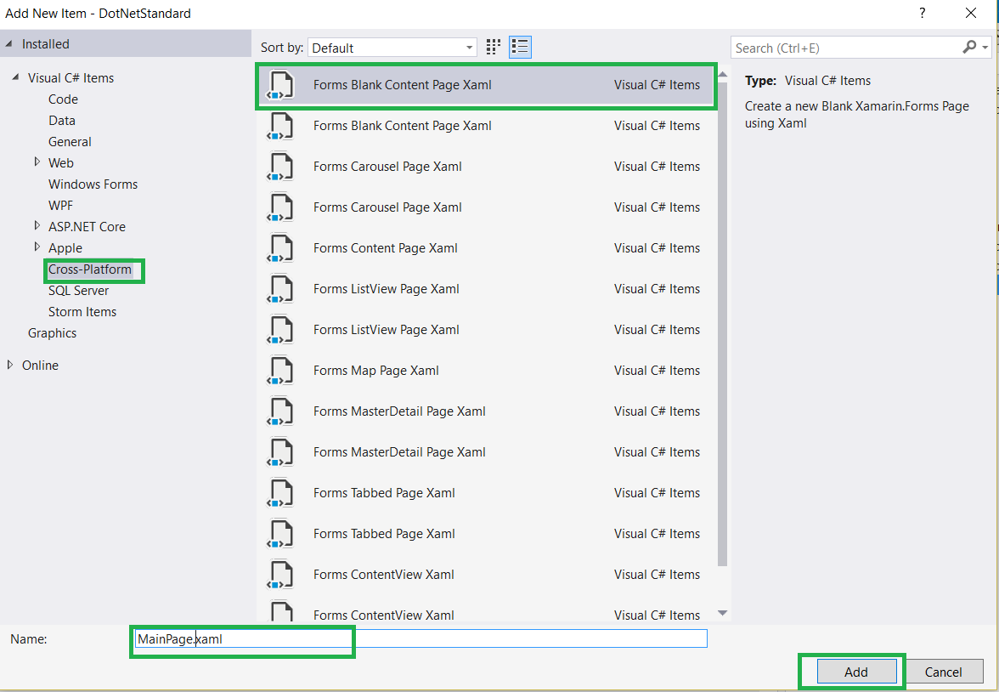 Add New Item - DotNetStandard
?
Installed
Visual C# Items
Code
Data
General
Web
Windows Forms
WPF
ASP.NET Core
Apple
Cross-Platform
SQL Server
Storm Items
Graphics
Online
Sort by: Default
Forms Blank Content Page Xaml Visual C# Items
Forms Blank Content Page Xaml Visual C# Items
Forms Carousel Page Xaml Visual C# Items
Forms Carousel Page Xaml Visual C# Items
Forms Content Page Xaml Visual C# Items
Forms ListView Page Xaml Visual C# Items
Forms ListView Page Xaml Visual C# Items
Forms Map Page Xaml Visual C# Items
Forms MasterDetail Page Xaml Visual C# Items
Forms MasterDetail Page Xaml Visual C# Items
Forms Tabbed Page Xaml Visual C# Items
Forms Tabbed Page Xaml Visual C# Items
Forms ContentView Xaml Visual C# Items
Forms ContentView Xaml Visual C# Items
Search (Ctrl+E)
Type: Visual C# Items
Create a new Blank Xamarin.Forms Page
using Xaml
Name: MainPage.xaml
Add Cancel